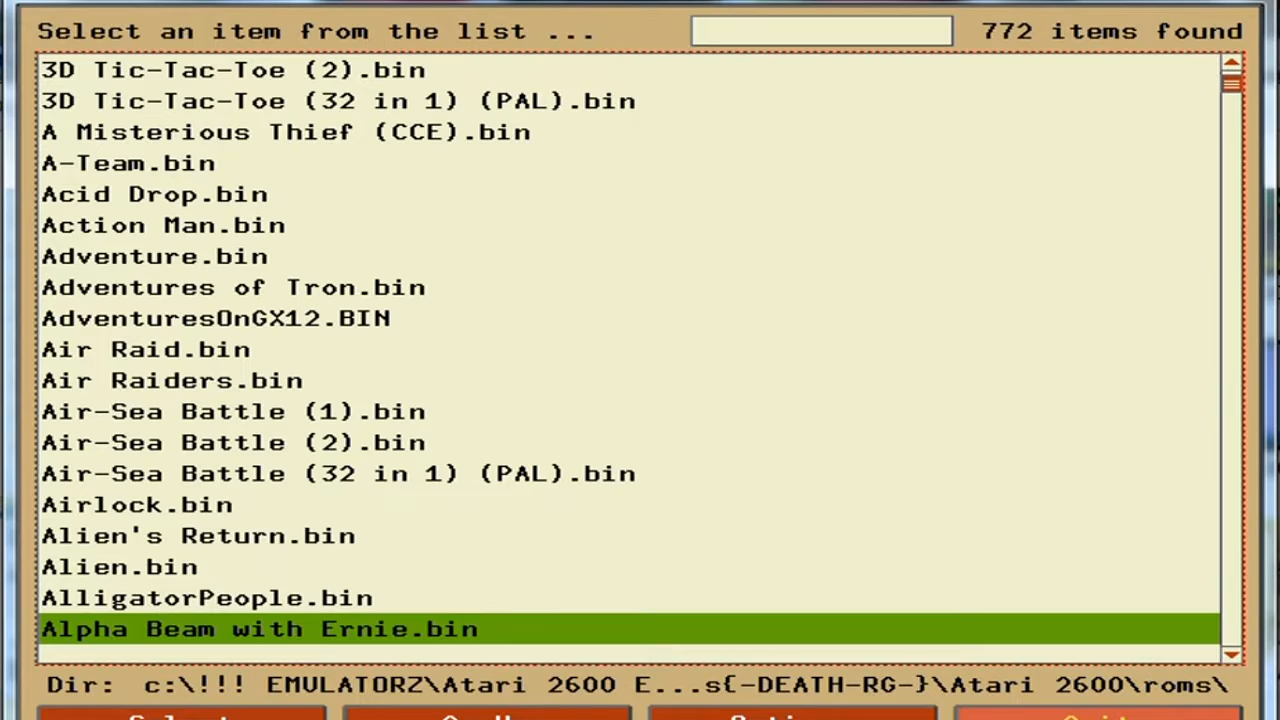 Select an item from the list ... 772 items found
3D Tic-Tac-Toe (2).bin
3D Tic-Tac-Toe (32 in 1) (PAL).bin
A Misterious Thief (CCE).bin
A-Team.bin
Acid Drop.bin
Action Man.bin
Adventure.bin
Adventures of Tron.bin
AdventuresOnGX12.BIN
Air Raid.bin
Air Raiders.bin
Air-Sea Battle (1).bin
Air-Sea Battle (2).bin
Air-Sea Battle (32 in 1) (PAL).bin
Airlock.bin
Alien's Return.bin
Alien.bin
AlligatorPeople.bin
Alpha Beam with Ernie.bin
Dir: c:\!!! EMULATORZ\Atari 2600 E...s{-DEATH-RG-}\Atari 2600\roms\